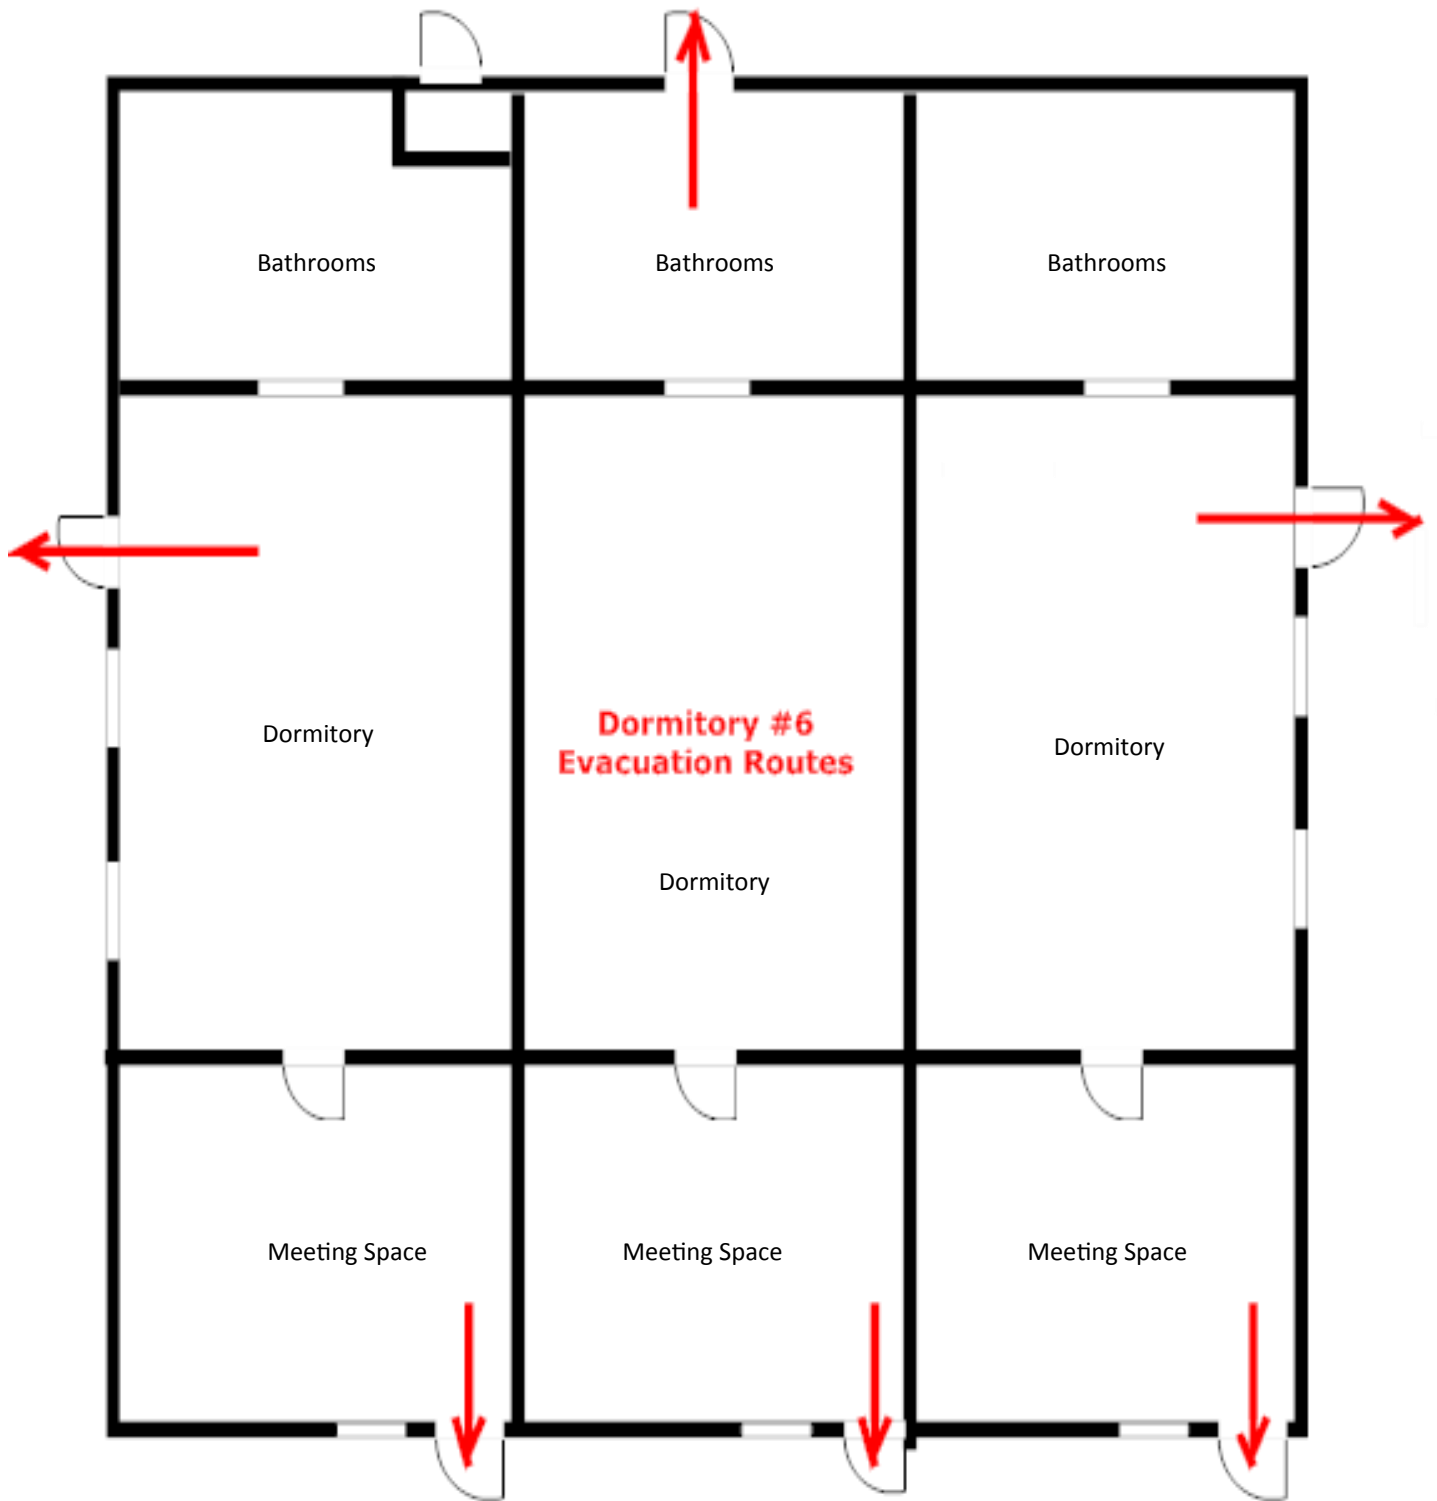 Bathrooms
Bathrooms
Bathrooms
Dormitory #6
Evacuation Routes
Dormitory
Dormitory
Dormitory
Meeting Space
Meeting Space
Meeting Space